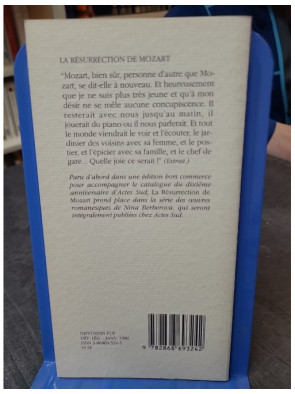 LA RÉSURRECTION DE MOZART
"Mozart, bien sûr, personne d'autre que Mo-
zart, se dit-elle à nouveau. Et heureusement
que je ne suis plus très jeune et qu'à mon
désir ne se mêle aucune concupiscence. Il
resterait avec nous jusqu'au matin, il
jouerait du piano ou il nous parlerait. Et tout
le monde viendrait le voir et l'écouter, le jar-
dinier des voisins avec sa femme, et le pos-
tier, et l'épicier avec sa famille, et le chef de
gare... Quelle joie ce serait !" (Extrait.)
Paru d'abord dans une édition hors commerce
pour accompagner le catalogue du dixième
anniversaire d'Actes Sud, La Résurrection de
Mozart prend place dans la série des œuvres
romanesques de Nina Berberova, qui seront
intégralement publiées chez Actes Sud.
DIFFUSION PUF
9 782868 693242